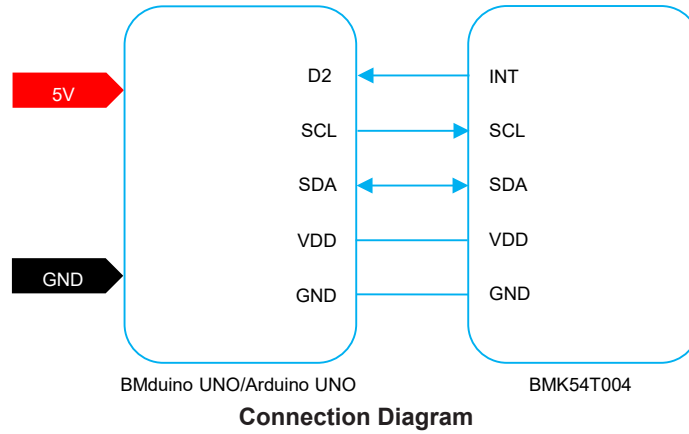 D2 INT
5V
SCL SCL
SDA SDA
VDD VDD
GND
GND GND
BMduino UNO/Arduino UNO BMK54T004
Connection Diagram